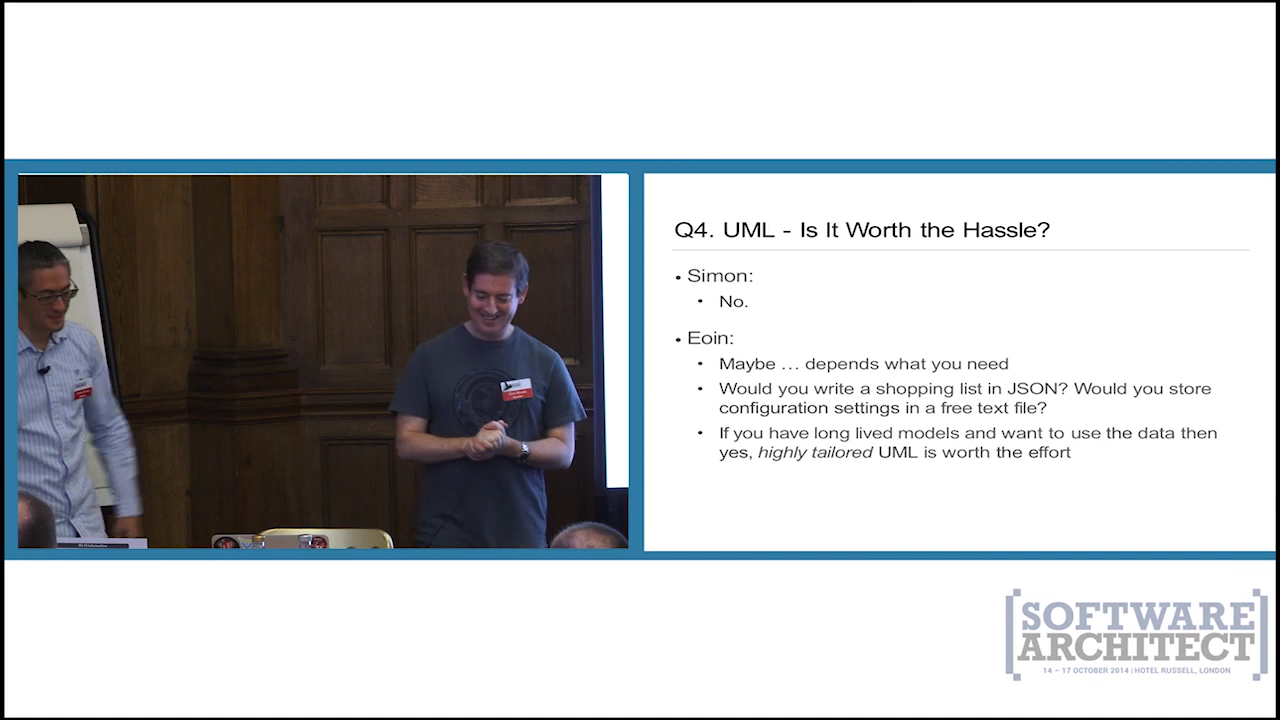 Q4. UML - Is It Worth the Hassle?
• Simon:
• No.
• Eoin:
• Maybe … depends what you need
• Would you write a shopping list in JSON? Would you store
configuration settings in a free text file?
• If you have long lived models and want to use the data then
yes, highly tailored UML is worth the effort
[SOFTWARE]
[ARCHITECT]
14 – 17 OCTOBER 2014 | HOTEL RUSSELL, LONDON